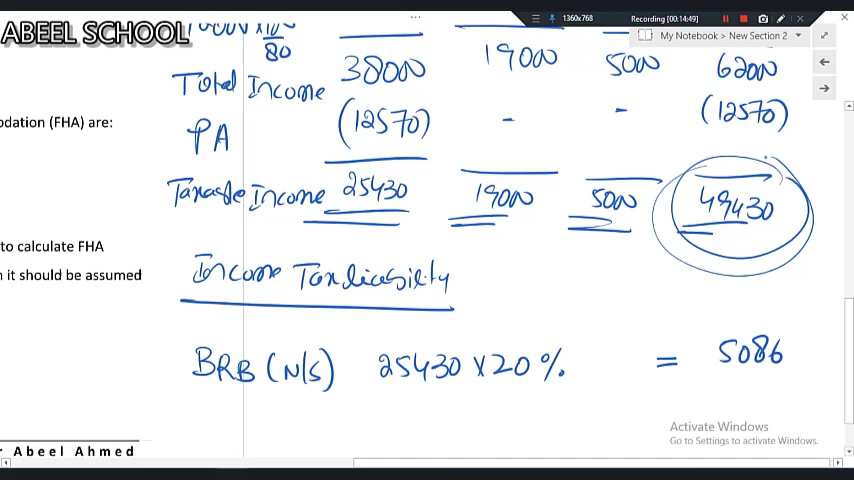 1360x768
Recording [00:14:49]
ABEEL SCHOOL
My Notebook > New Section 2
80
38000 19000 5000 62000
Total Income
odation (FHA) are:
PA (12570) - - (12570)
Taxable Income 25430 19000 5000 49430
to calculate FHA
n it should be assumed
Income Tax liability
BRB (N/S) 25430 x 20 % = 5086
Activate Windows
Go to Settings to activate Windows.
r Abeel Ahmed